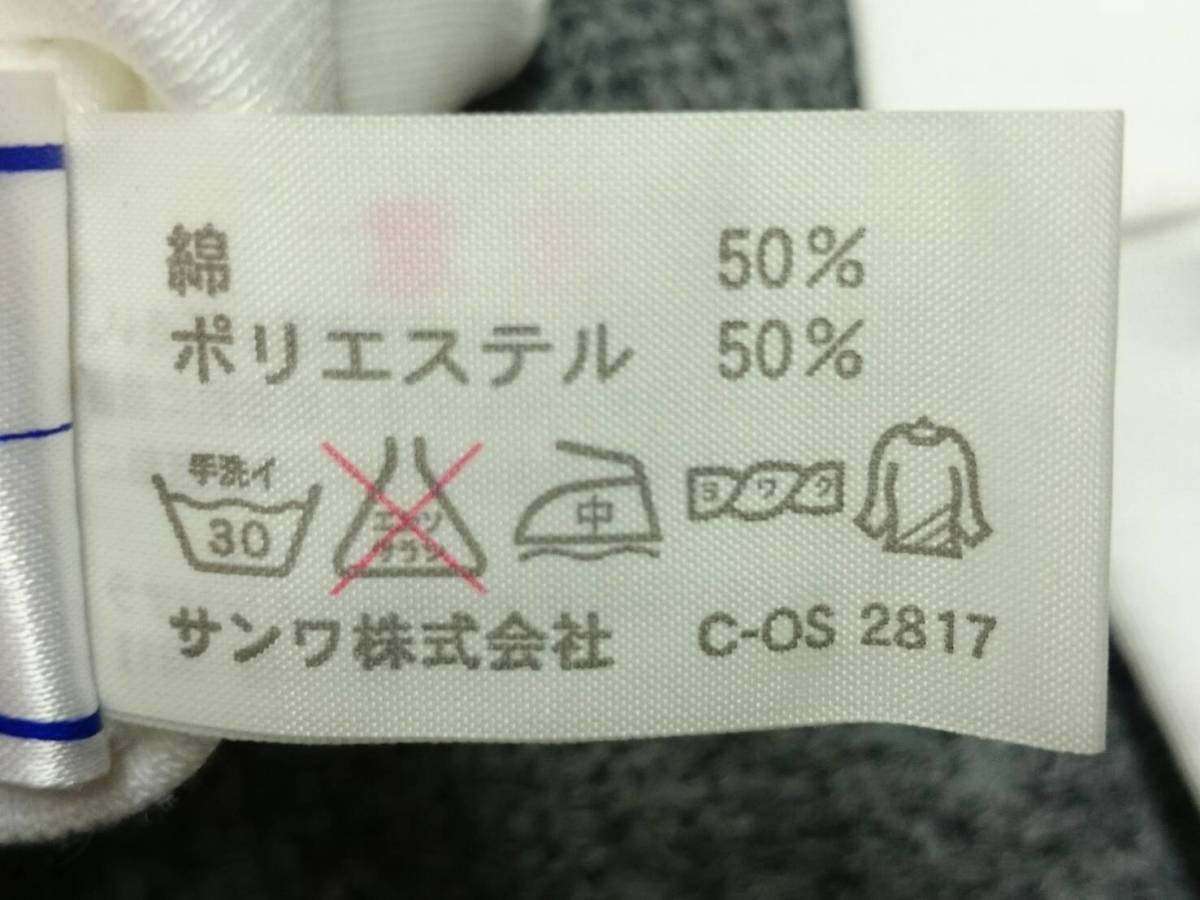 綿 50%
ポリエステル 50%
手洗イ
30
エンソ
サラシ
中
ヨワク
サンワ株式会社 C-OS 2817